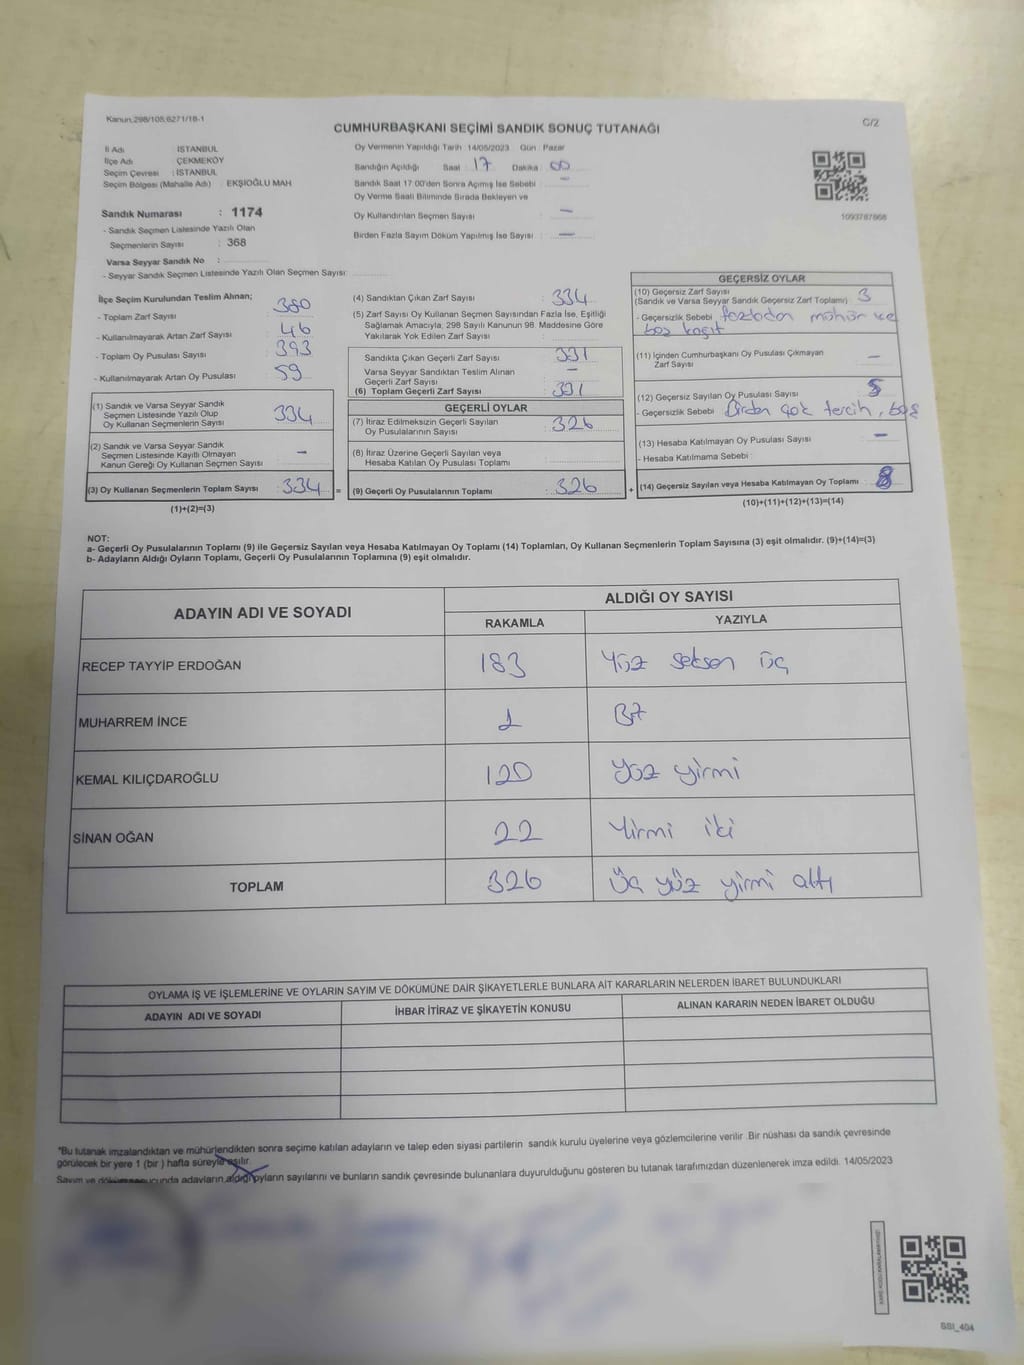 Kanun;298/105;6271/18-1
C/2
CUMHURBAŞKANI SEÇİMİ SANDIK SONUÇ TUTANAĞI
İl Adı : İSTANBUL
İlçe Adı : ÇEKMEKÖY
Seçim Çevresi : İSTANBUL
Seçim Bölgesi (Mahalle Adı) : EKŞİOĞLU MAH
Sandık Numarası : 1174
- Sandık Seçmen Listesinde Yazılı Olan
Seçmenlerin Sayısı : 368
Varsa Seyyar Sandık No :
- Seyyar Sandık Seçmen Listesinde Yazılı Olan Seçmen Sayısı:
Oy Vermenin Yapıldığı Tarih : 14/05/2023 Gün : Pazar
Sandığın Açıldığı Saat : 17 Dakika : 00
Sandık Saat 17:00'den Sonra Açımış İse Sebebi : —
Oy Verme Saati Bitiminde Sırada Bekleyen ve
Oy Kullandırılan Seçmen Sayısı : —
Birden Fazla Sayım Döküm Yapılmış İse Sayısı : —
1093787868
İlçe Seçim Kurulundan Teslim Alınan;
- Toplam Zarf Sayısı : 380
- Kullanılmayarak Artan Zarf Sayısı : 46
- Toplam Oy Pusulası Sayısı : 393
- Kullanılmayarak Artan Oy Pusulası : 59
(1) Sandık ve Varsa Seyyar Sandık
Seçmen Listesinde Yazılı Olup
Oy Kullanan Seçmenlerin Sayısı : 334
(2) Sandık ve Varsa Seyyar Sandık
Seçmen Listesinde Kayıtlı Olmayan
Kanun Gereği Oy Kullanan Seçmen Sayısı : —
(3) Oy Kullanan Seçmenlerin Toplam Sayısı : 334 =
(1)+(2)=(3)
(4) Sandıktan Çıkan Zarf Sayısı : 334
(5) Zarf Sayısı Oy Kullanan Seçmen Sayısından Fazla İse, Eşitliği
Sağlamak Amacıyla; 298 Sayılı Kanunun 98. Maddesine Göre
Yakılarak Yok Edilen Zarf Sayısı :
Sandıkta Çıkan Geçerli Zarf Sayısı : 331
Varsa Seyyar Sandıktan Teslim Alınan
Geçerli Zarf Sayısı : —
(6) Toplam Geçerli Zarf Sayısı : 331
GEÇERLİ OYLAR
(7) İtiraz Edilmeksizin Geçerli Sayılan
Oy Pusulalarının Sayısı : 326
(8) İtiraz Üzerine Geçerli Sayılan veya
Hesaba Katılan Oy Pusulası Toplamı :
(9) Geçerli Oy Pusulalarının Toplamı : 326 +
GEÇERSİZ OYLAR
(10) Geçersiz Zarf Sayısı
(Sandık ve Varsa Seyyar Sandık Geçersiz Zarf Toplamı) : 3
- Geçersizlik Sebebi : fazladan mühür ve
boş kağıt
(11) İçinden Cumhurbaşkanı Oy Pusulası Çıkmayan
Zarf Sayısı : —
(12) Geçersiz Sayılan Oy Pusulası Sayısı : 5
- Geçersizlik Sebebi : Birden çok tercih, boş
(13) Hesaba Katılmayan Oy Pusulası Sayısı : —
- Hesaba Katılmama Sebebi :
(14) Geçersiz Sayılan veya Hesaba Katılmayan Oy Toplamı : 8
(10)+(11)+(12)+(13)=(14)
NOT:
a- Geçerli Oy Pusulalarının Toplamı (9) ile Geçersiz Sayılan veya Hesaba Katılmayan Oy Toplamı (14) Toplamları, Oy Kullanan Seçmenlerin Toplam Sayısına (3) eşit olmalıdır. (9)+(14)=(3)
b- Adayların Aldığı Oyların Toplamı, Geçerli Oy Pusulalarının Toplamına (9) eşit olmalıdır.
ADAYIN ADI VE SOYADI
ALDIĞI OY SAYISI
RAKAMLA YAZIYLA
RECEP TAYYİP ERDOĞAN 183 Yüz seksen üç
MUHARREM İNCE 1 Bir
KEMAL KILIÇDAROĞLU 120 Yüz yirmi
SİNAN OĞAN 22 Yirmi iki
TOPLAM 326 Üç yüz yirmi altı
OYLAMA İŞ VE İŞLEMLERİNE VE OYLARIN SAYIM VE DÖKÜMÜNE DAİR ŞİKAYETLERLE BUNLARA AİT KARARLARIN NELERDEN İBARET BULUNDUKLARI
ADAYIN ADI VE SOYADI İHBAR İTİRAZ VE ŞİKAYETİN KONUSU ALINAN KARARIN NEDEN İBARET OLDUĞU
*Bu tutanak imzalandıktan ve mühürlendikten sonra seçime katılan adayların ve talep eden siyasi partilerin sandık kurulu üyelerine veya gözlemcilerine verilir .Bir nüshası da sandık çevresinde
görülecek bir yere 1 (bir ) hafta süreyle asılır.
Sayım ve döküm sonucunda adayların aldığı oyların sayılarını ve bunların sandık çevresinde bulunanlara duyurulduğunu gösteren bu tutanak tarafımızdan düzenlenerek imza edildi. 14/05/2023
SSI_404